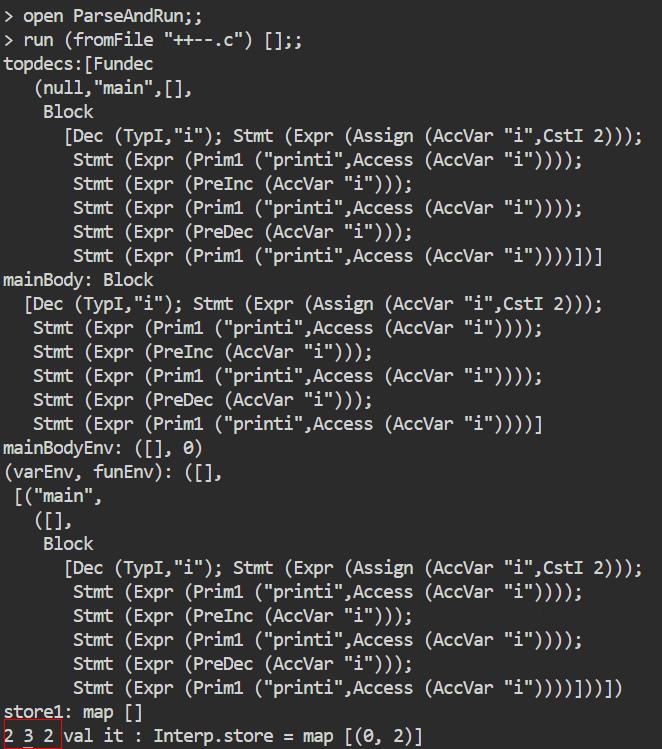 > open ParseAndRun;;
> run (fromFile "++--.c") [];;
topdecs:[Fundec
   (null,"main",[],
    Block
      [Dec (TypI,"i"); Stmt (Expr (Assign (AccVar "i",CstI 2)));
       Stmt (Expr (Prim1 ("printi",Access (AccVar "i"))));
       Stmt (Expr (PreInc (AccVar "i")));
       Stmt (Expr (Prim1 ("printi",Access (AccVar "i"))));
       Stmt (Expr (PreDec (AccVar "i")));
       Stmt (Expr (Prim1 ("printi",Access (AccVar "i"))))])]
mainBody: Block
  [Dec (TypI,"i"); Stmt (Expr (Assign (AccVar "i",CstI 2)));
   Stmt (Expr (Prim1 ("printi",Access (AccVar "i"))));
   Stmt (Expr (PreInc (AccVar "i")));
   Stmt (Expr (Prim1 ("printi",Access (AccVar "i"))));
   Stmt (Expr (PreDec (AccVar "i")));
   Stmt (Expr (Prim1 ("printi",Access (AccVar "i"))))]
mainBodyEnv: ([], 0)
(varEnv, funEnv): ([],
 [("main",
   ([],
    Block
      [Dec (TypI,"i"); Stmt (Expr (Assign (AccVar "i",CstI 2)));
       Stmt (Expr (Prim1 ("printi",Access (AccVar "i"))));
       Stmt (Expr (PreInc (AccVar "i")));
       Stmt (Expr (Prim1 ("printi",Access (AccVar "i"))));
       Stmt (Expr (PreDec (AccVar "i")));
       Stmt (Expr (Prim1 ("printi",Access (AccVar "i"))))]))])
store1: map []
2 3 2 val it : Interp.store = map [(0, 2)]